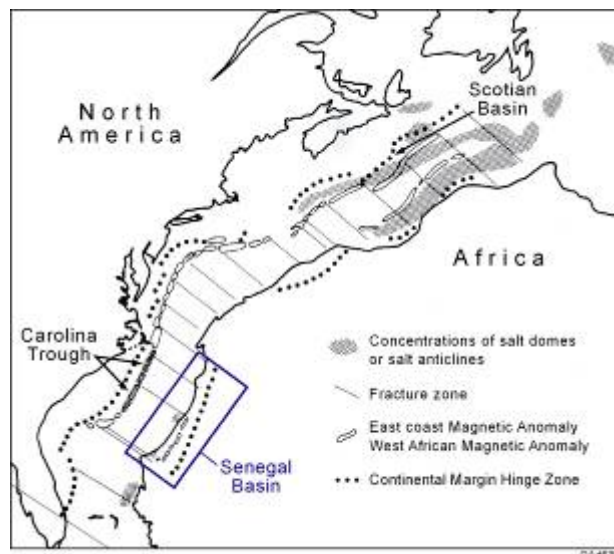 North
America
Scotian
Basin
Africa
Carolina
Trough
Concentrations of salt domes
or salt anticlines
Fracture zone
East coast Magnetic Anomaly
West African Magnetic Anomaly
Continental Margin Hinge Zone
Senegal
Basin